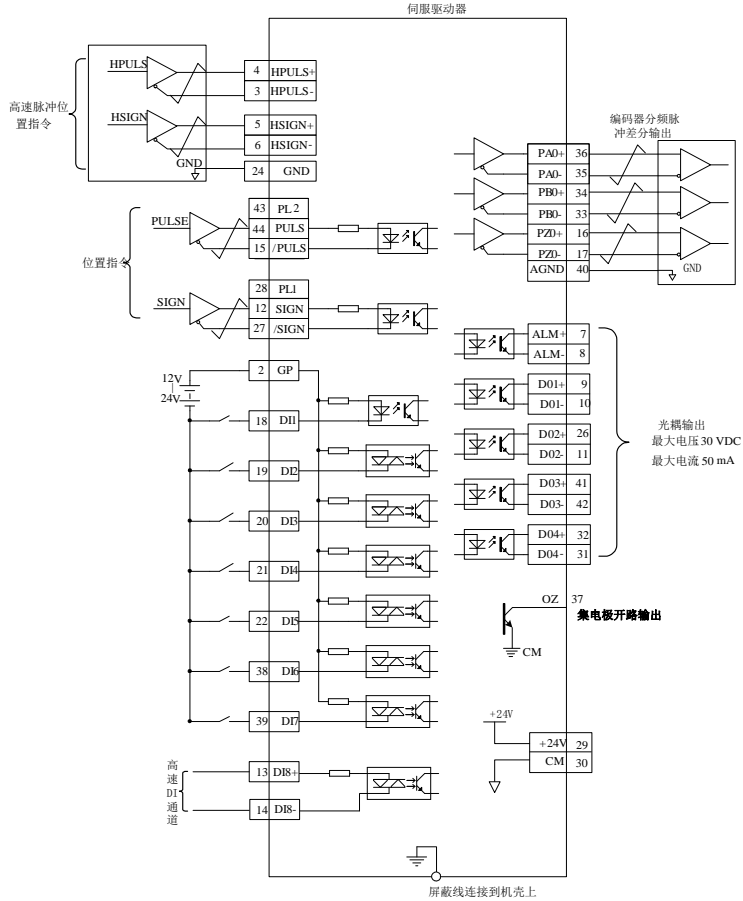 伺服驱动器
HPULS
4 HPULS+
3 HPULS-
高速脉冲位
置指令
HSIGN
5 HSIGN+
6 HSIGN-
GND
24 GND
43 PL2
PULSE
44 PULS
15 /PULS
位置指令
28 PL1
SIGN
12 SIGN
27 /SIGN
2 GP
12V
24V
18 DI1
19 DI2
20 DI3
21 DI4
22 DI5
38 DI6
39 DI7
高速DI通道
13 DI8+
14 DI8-
编码器分频脉
冲差分输出
PA0+ 36
PA0- 35
PB0+ 34
PB0- 33
PZ0+ 16
PZ0- 17
AGND 40
GND
ALM+ 7
ALM- 8
D01+ 9
D01- 10
D02+ 26
D02- 11
D03+ 41
D03- 42
D04+ 32
D04- 31
光耦输出
最大电压30 VDC
最大电流50 mA
OZ 37
集电极开路输出
CM
+24V
+24V 29
CM 30
屏蔽线连接到机壳上